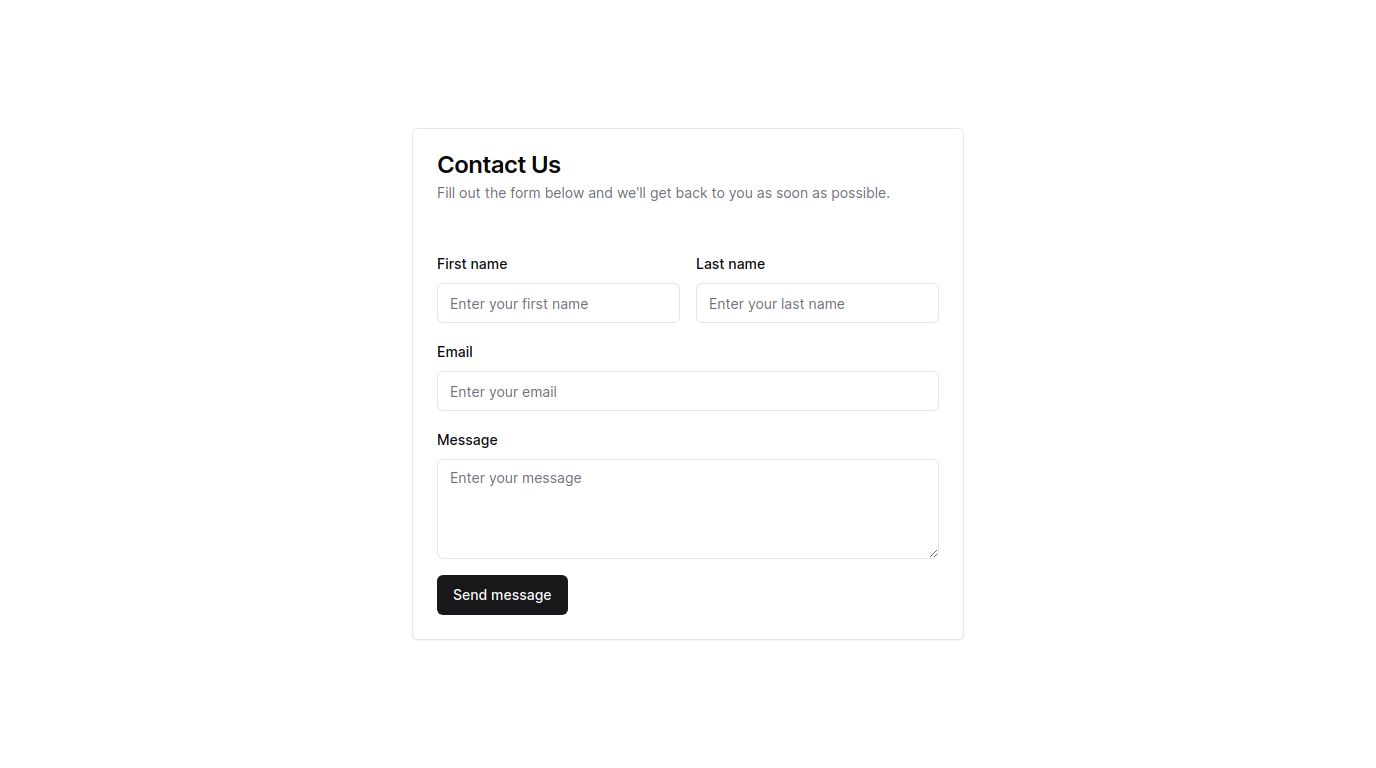 Contact Us
Fill out the form below and we'll get back to you as soon as possible.
First name
Last name
Enter your first name
Enter your last name
Email
Enter your email
Message
Enter your message
Send message